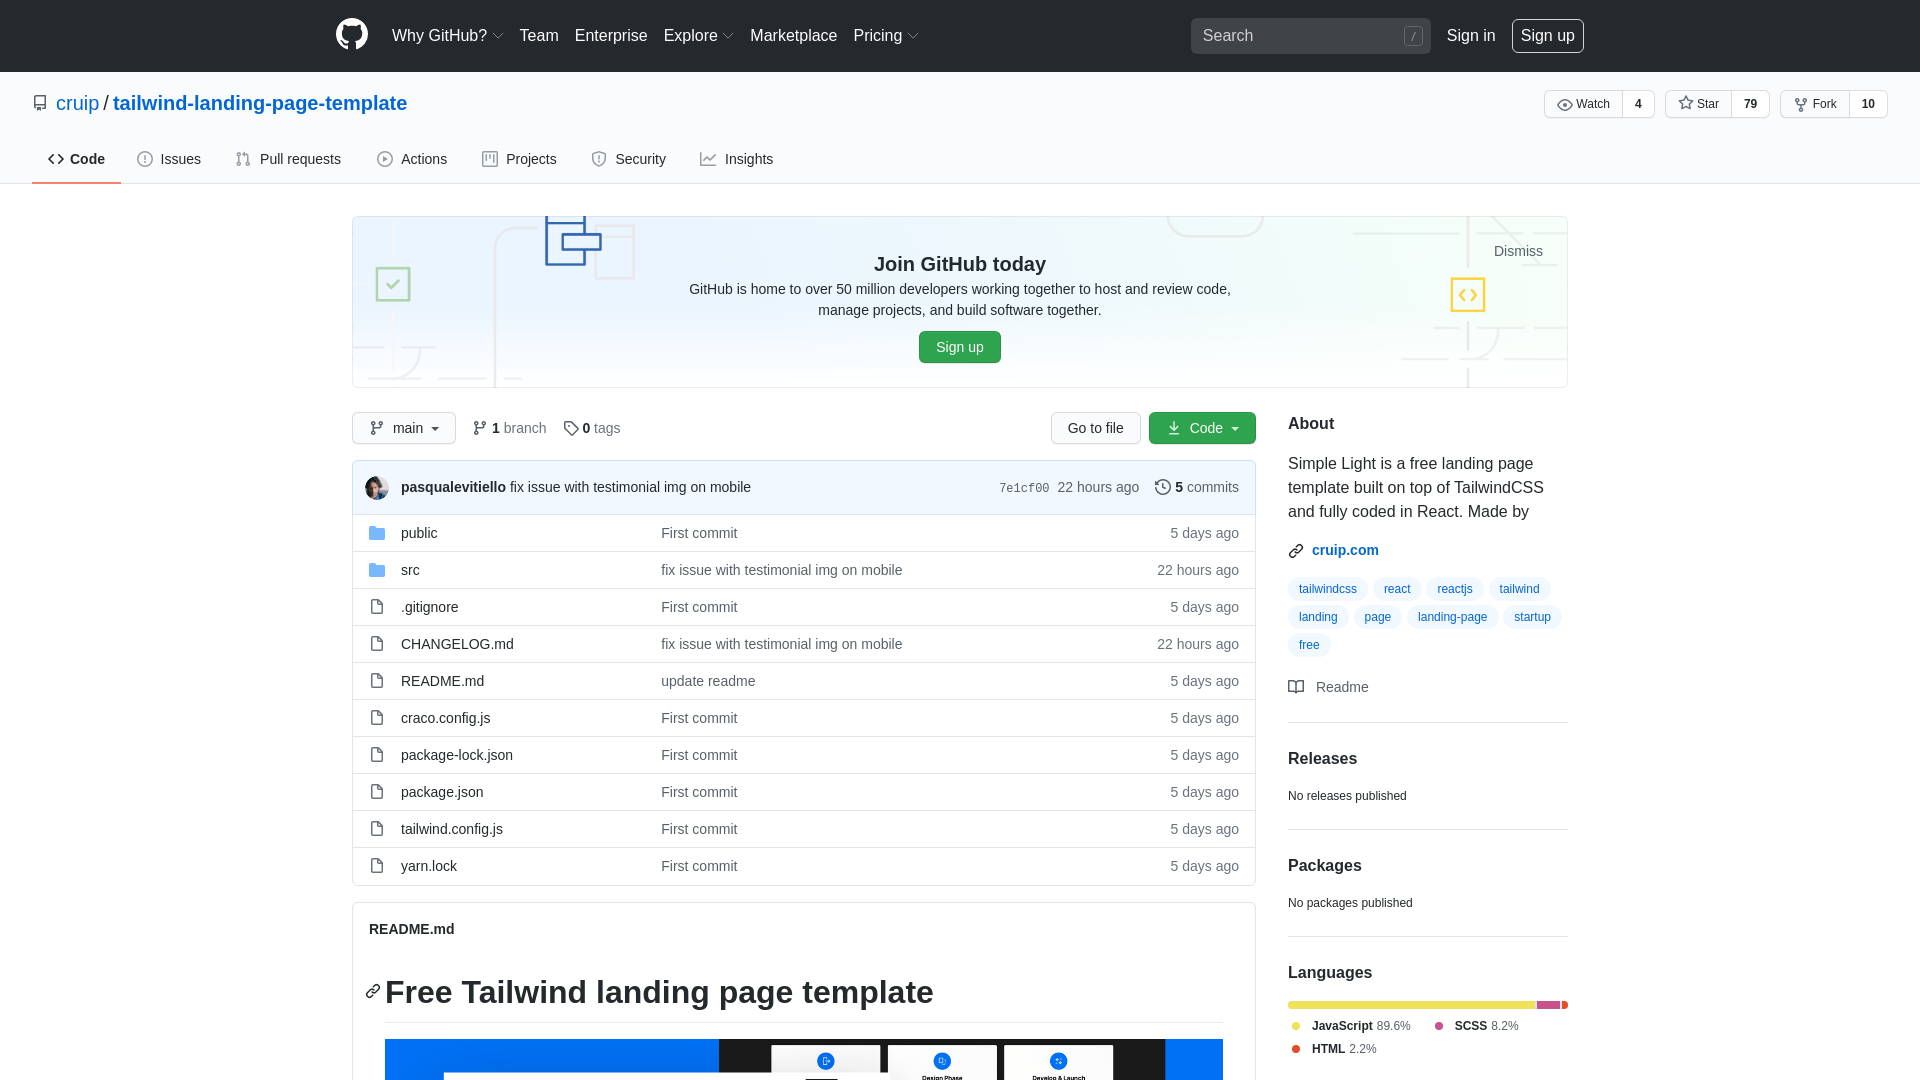 Why GitHub? Team Enterprise Explore Marketplace Pricing Search / Sign in Sign up
cruip / tailwind-landing-page-template Watch 4 Star 79 Fork 10
Code Issues Pull requests Actions Projects Security Insights
Dismiss
Join GitHub today
GitHub is home to over 50 million developers working together to host and review code,
manage projects, and build software together.
Sign up
main 1 branch 0 tags Go to file Code
pasqualevitiello fix issue with testimonial img on mobile 7e1cf00 22 hours ago 5 commits
public First commit 5 days ago
src fix issue with testimonial img on mobile 22 hours ago
.gitignore First commit 5 days ago
CHANGELOG.md fix issue with testimonial img on mobile 22 hours ago
README.md update readme 5 days ago
craco.config.js First commit 5 days ago
package-lock.json First commit 5 days ago
package.json First commit 5 days ago
tailwind.config.js First commit 5 days ago
yarn.lock First commit 5 days ago
README.md
Free Tailwind landing page template
Design Phase Develop & Launch
About
Simple Light is a free landing page
template built on top of TailwindCSS
and fully coded in React. Made by
cruip.com
tailwindcss react reactjs tailwind
landing page landing-page startup
free
Readme
Releases
No releases published
Packages
No packages published
Languages
JavaScript 89.6% SCSS 8.2%
HTML 2.2%